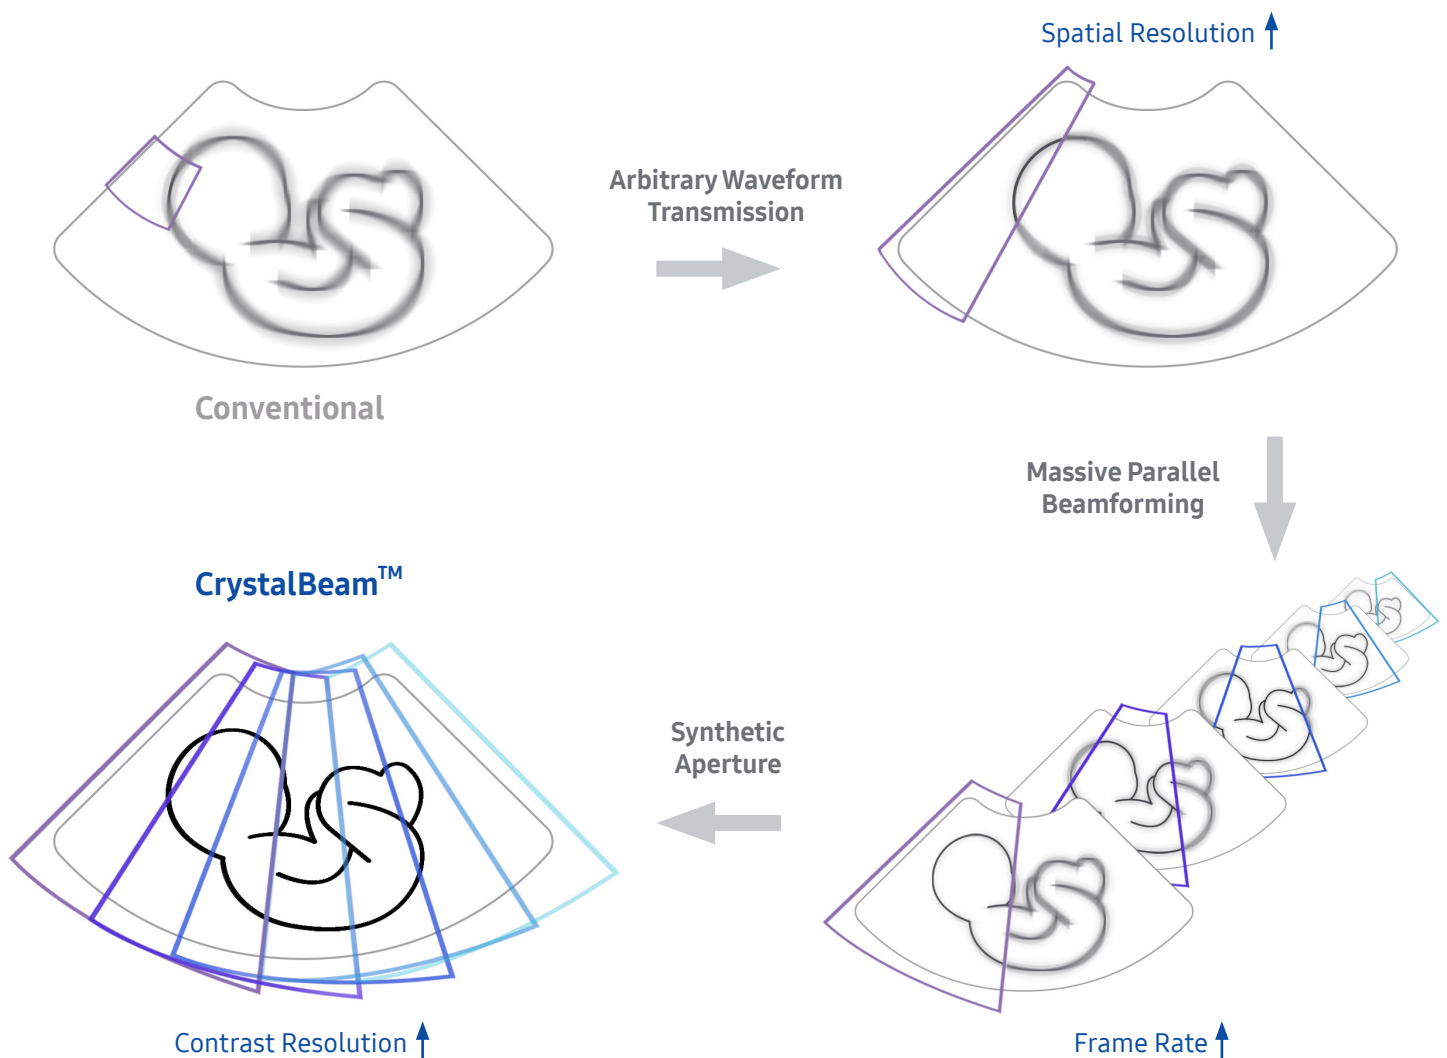 Spatial Resolution
Arbitrary Waveform
Transmission
Conventional
Massive Parallel
Beamforming
CrystalBeam™
Synthetic
Aperture
Contrast Resolution
Frame Rate